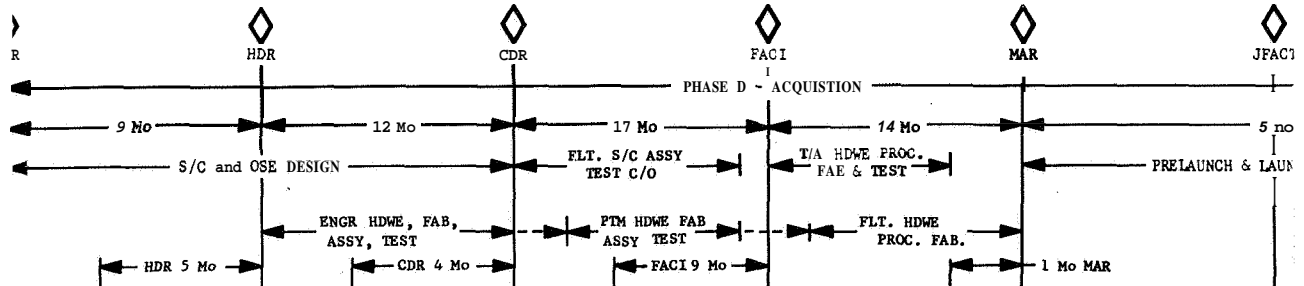 R HDR CDR FACI MAR JFACI
PHASE D - ACQUISTION
9 Mo 12 Mo 17 Mo 14 Mo 5 no
S/C and OSE DESIGN FLT. S/C ASSY T/A HDWE PROC. PRELAUNCH & LAUN
TEST C/O FAE & TEST
ENGR HDWE, FAB, PTM HDWE FAB FLT. HDWE
ASSY, TEST ASSY TEST PROC. FAB.
HDR 5 Mo CDR 4 Mo FACI 9 Mo 1 Mo MAR